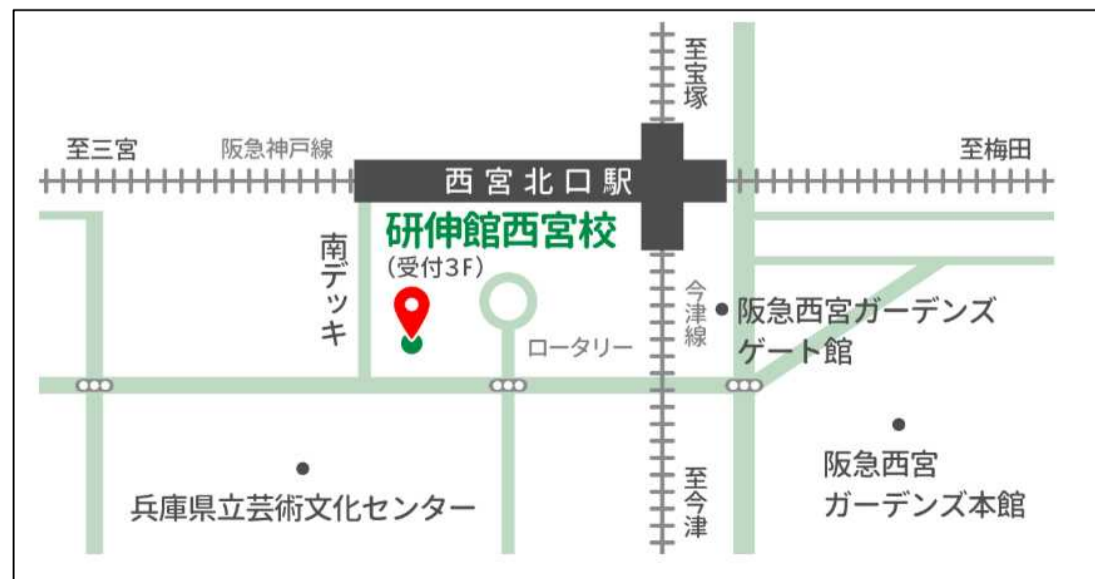 至宝塚
至三宮
阪急神戸線
至梅田
西宮北口駅
研伸館西宮校
(受付3F)
南デッキ
ロータリー
今津線
阪急西宮ガーデンズ
ゲート館
兵庫県立芸術文化センター
至今津
阪急西宮
ガーデンズ本館